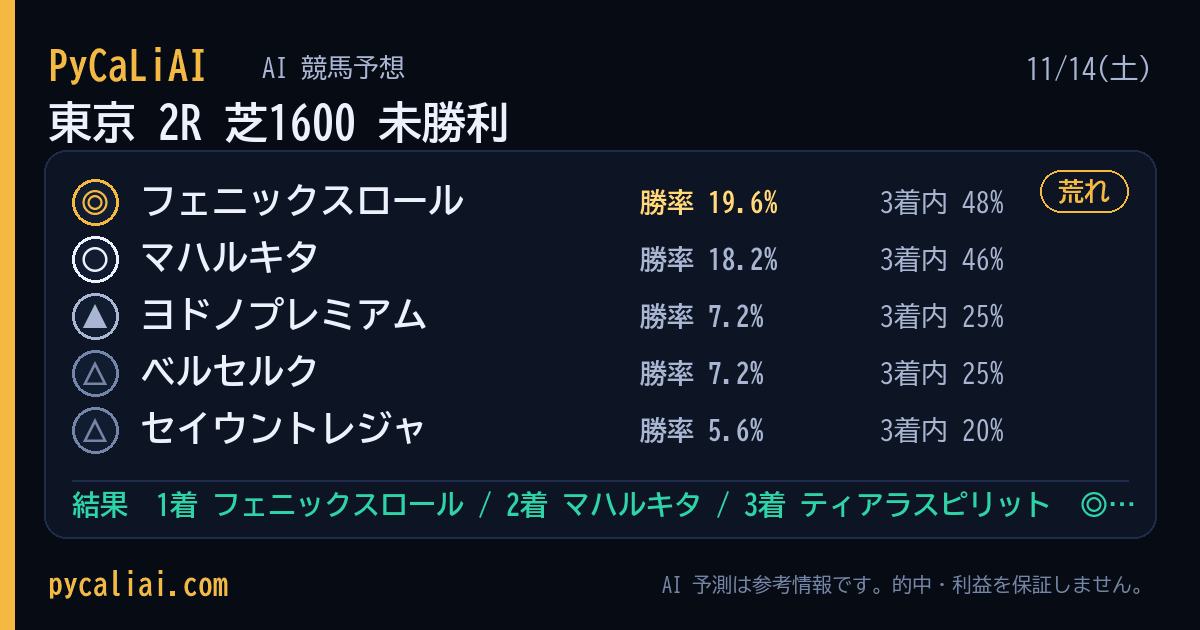 PyCaLiAI AI 競馬予想 11/14(土)
東京 2R 芝1600 未勝利
◎ フェニックスロール 勝率 19.6% 3着内 48% 荒れ
○ マハルキタ 勝率 18.2% 3着内 46%
▲ ヨドノプレミアム 勝率 7.2% 3着内 25%
△ ベルセルク 勝率 7.2% 3着内 25%
△ セイウントレジャ 勝率 5.6% 3着内 20%
結果 1着 フェニックスロール / 2着 マハルキタ / 3着 ティアラスピリット ◎…
pycaliai.com AI 予測は参考情報です。的中・利益を保証しません。